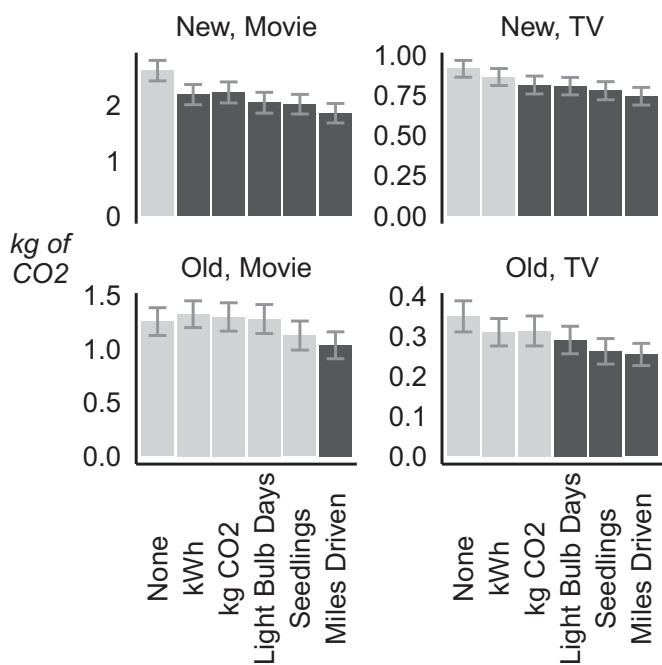 New, Movie
2
1
0
New, TV
1.00
0.75
0.50
0.25
0.00
kg of
CO2
Old, Movie
1.5
1.0
0.5
0.0
Old, TV
0.4
0.3
0.2
0.1
0.0
None
kWh
kg CO2
Light Bulb Days
Seedlings
Miles Driven
None
kWh
kg CO2
Light Bulb Days
Seedlings
Miles Driven